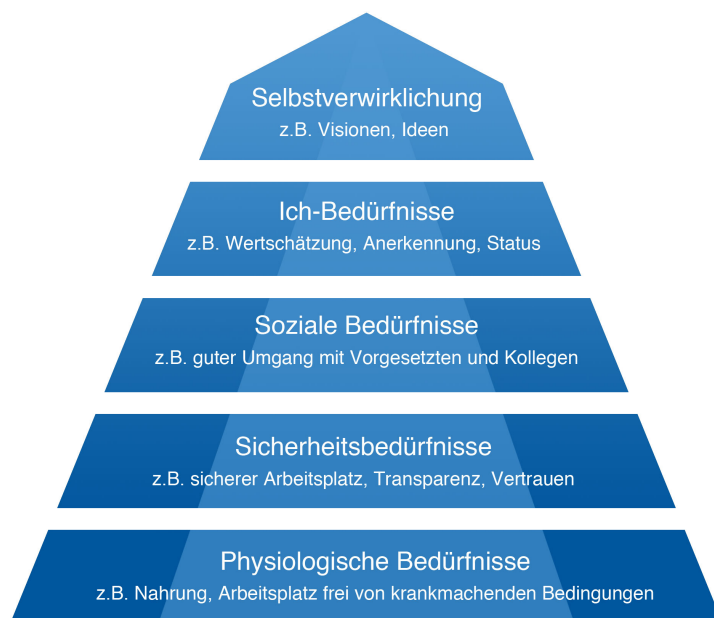 Selbstverwirklichung
z.B. Visionen, Ideen
Ich-Bedürfnisse
z.B. Wertschätzung, Anerkennung, Status
Soziale Bedürfnisse
z.B. guter Umgang mit Vorgesetzten und Kollegen
Sicherheitsbedürfnisse
z.B. sicherer Arbeitsplatz, Transparenz, Vertrauen
Physiologische Bedürfnisse
z.B. Nahrung, Arbeitsplatz frei von krankmachenden Bedingungen